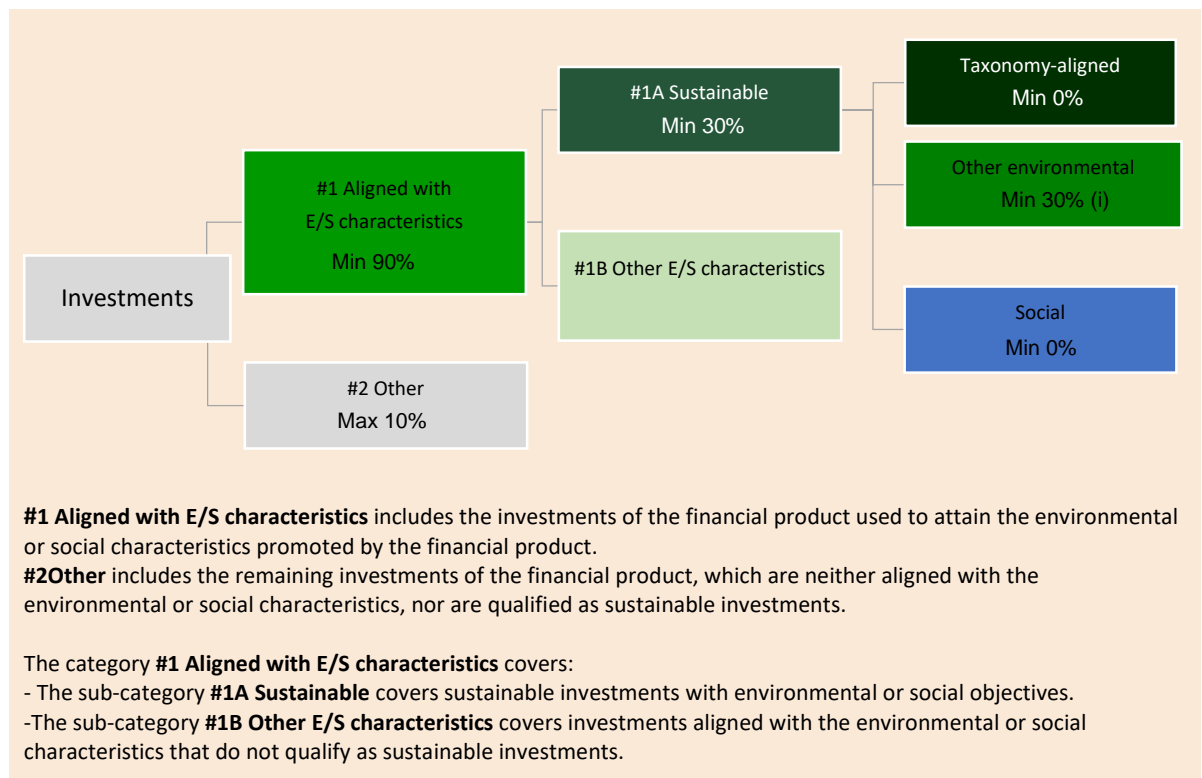 Investments
#1 Aligned with
E/S characteristics
Min 90%
#2 Other
Max 10%
#1A Sustainable
Min 30%
#1B Other E/S characteristics
Taxonomy-aligned
Min 0%
Other environmental
Min 30% (i)
Social
Min 0%
#1 Aligned with E/S characteristics includes the investments of the financial product used to attain the environmental
or social characteristics promoted by the financial product.
#2Other includes the remaining investments of the financial product, which are neither aligned with the
environmental or social characteristics, nor are qualified as sustainable investments.
The category #1 Aligned with E/S characteristics covers:
- The sub-category #1A Sustainable covers sustainable investments with environmental or social objectives.
-The sub-category #1B Other E/S characteristics covers investments aligned with the environmental or social
characteristics that do not qualify as sustainable investments.